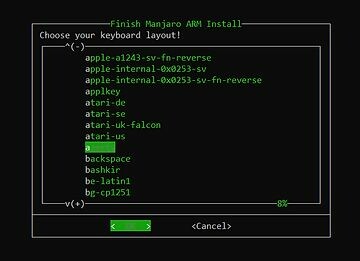 Finish Manjaro ARM Install
Choose your keyboard layout!
^(-)
apple-a1243-sv-fn-reverse
apple-internal-0x0253-sv
apple-internal-0x0253-sv-fn-reverse
applkey
atari-de
atari-se
atari-uk-falcon
atari-us
a
backspace
bashkir
be-latin1
bg-cp1251
v(+)
8%
< >
<Cancel>